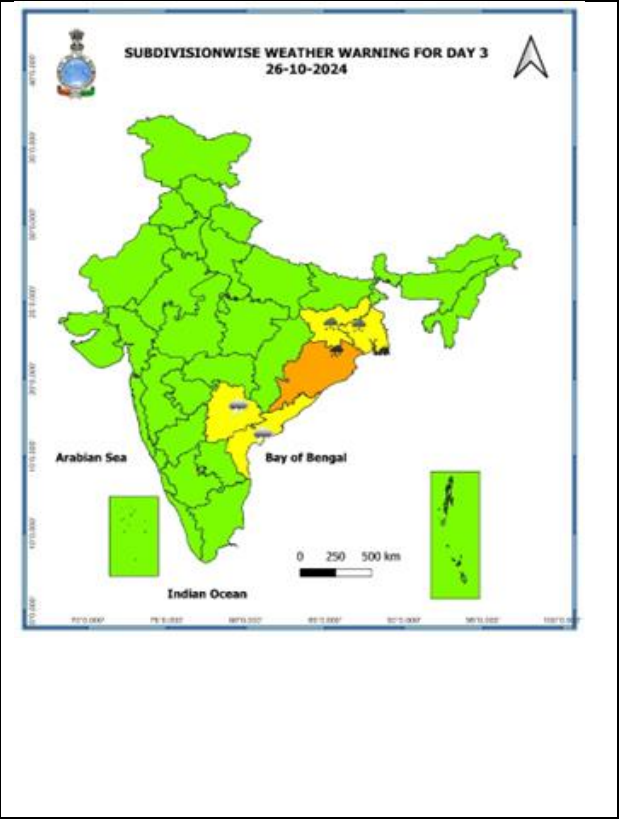 SUBDIVISIONWISE WEATHER WARNING FOR DAY 3
26-10-2024
Arabian Sea
Bay of Bengal
0 250 500 km
Indian Ocean